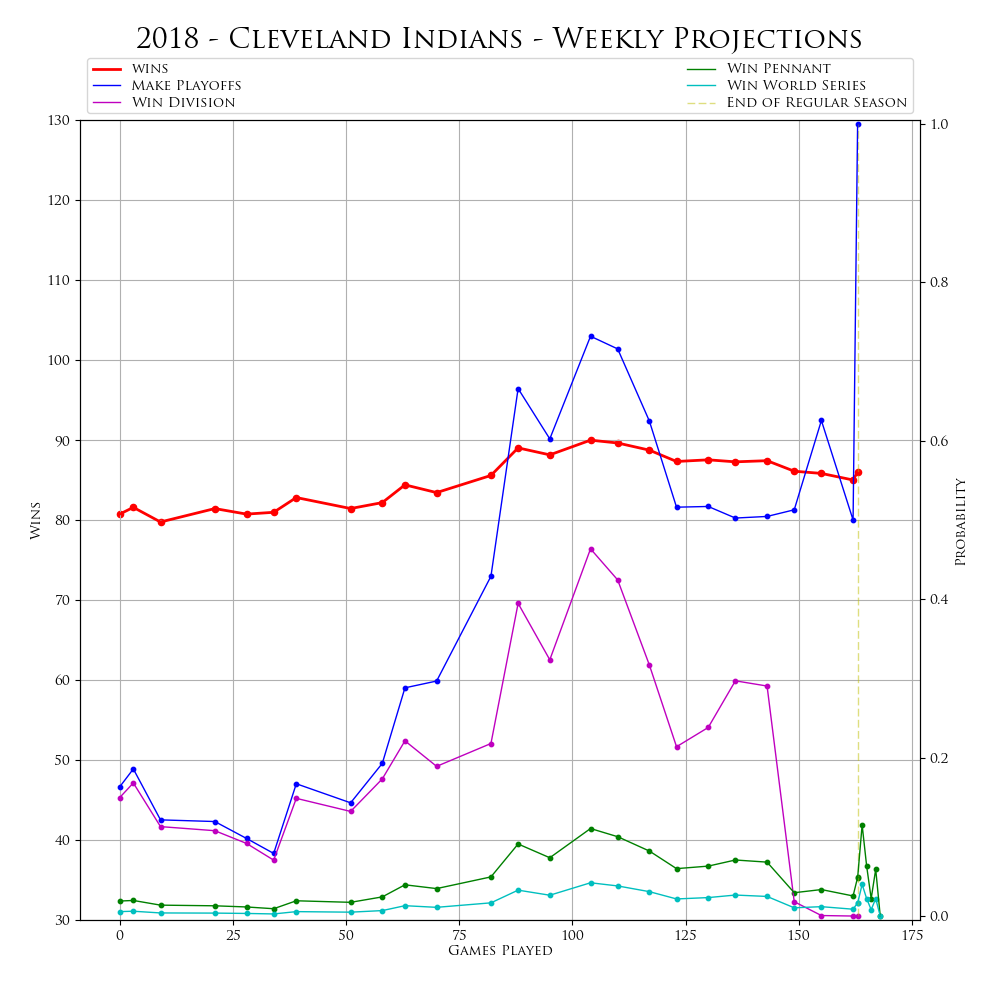 2018 - Cleveland Indians - Weekly Projections
wins
Make Playoffs
Win Division
Win Pennant
Win World Series
End of Regular Season
130
120
110
100
90
80
70
60
50
40
30
Wins
1.0
0.8
0.6
0.4
0.2
0.0
Probability
0 25 50 75 100 125 150 175
Games Played